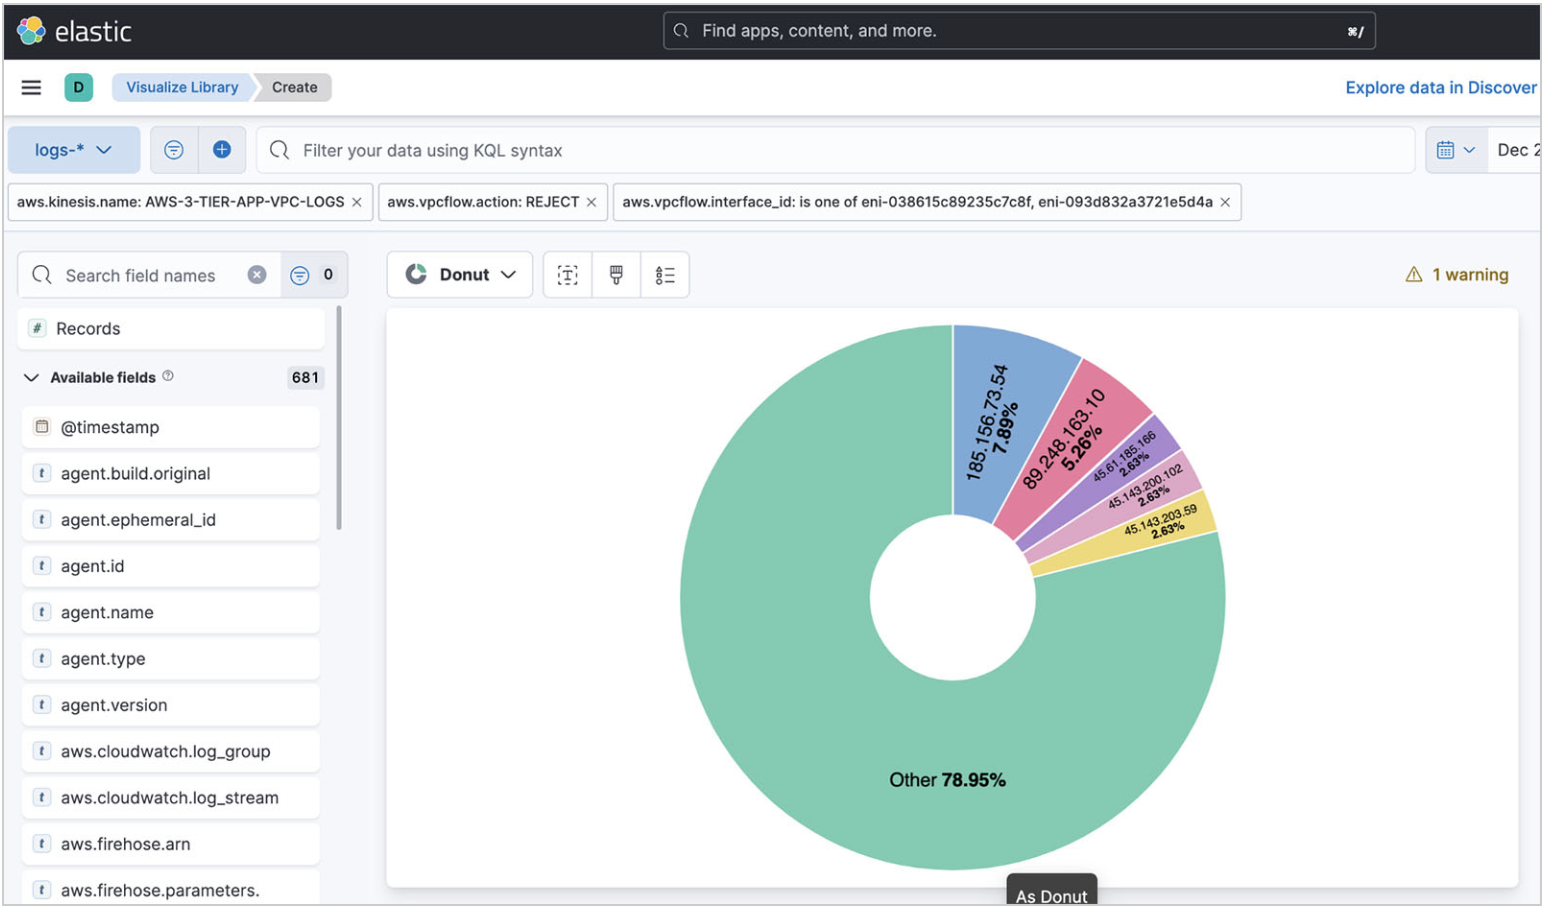 elastic
Find apps, content, and more.
⌘/
D
Visualize Library
Create
Explore data in Discover
logs-*
Filter your data using KQL syntax
Dec 2
aws.kinesis.name: AWS-3-TIER-APP-VPC-LOGS ×
aws.vpcflow.action: REJECT ×
aws.vpcflow.interface_id: is one of eni-038615c89235c7c8f, eni-093d832a3721e5d4a ×
Search field names
0
Donut
1 warning
# Records
Available fields
681
@timestamp
t agent.build.original
t agent.ephemeral_id
t agent.id
t agent.name
t agent.type
t agent.version
t aws.cloudwatch.log_group
t aws.cloudwatch.log_stream
t aws.firehose.arn
t aws.firehose.parameters.
185.156.73.54
7.89%
89.248.163.10
5.26%
45.61.185.166
2.63%
45.143.200.102
2.63%
45.143.203.59
2.63%
Other 78.95%
As Donut